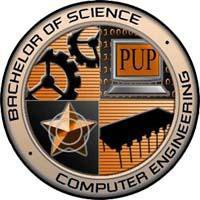 BACHELOR OF SCIENCE
PUP
COMPUTER ENGINEERING